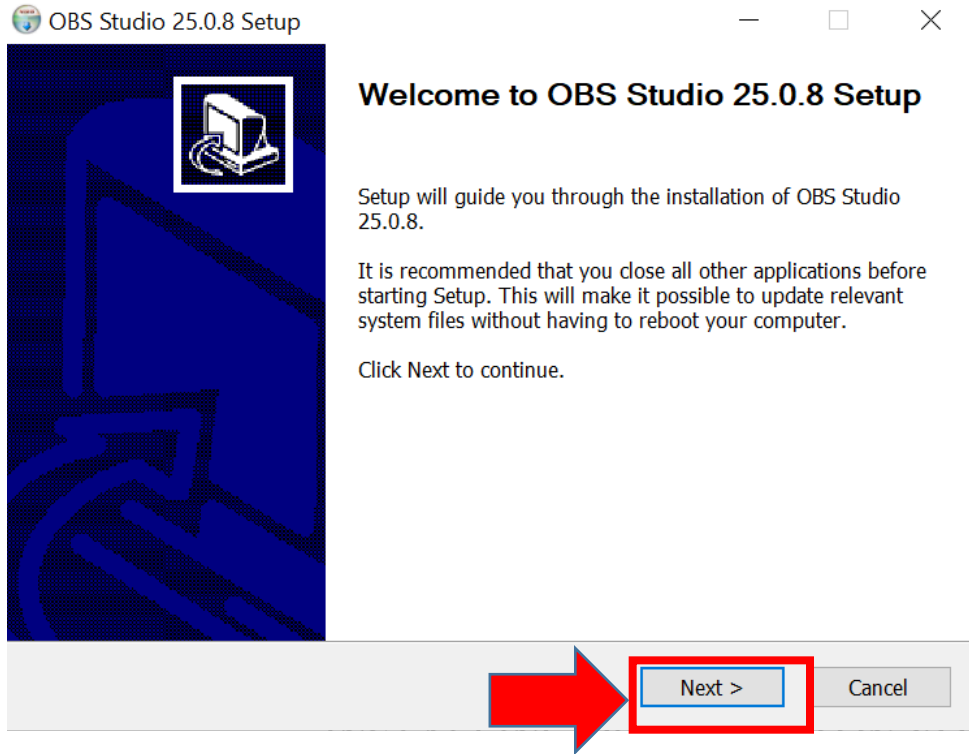 OBS Studio 25.0.8 Setup
Welcome to OBS Studio 25.0.8 Setup
Setup will guide you through the installation of OBS Studio
25.0.8.
It is recommended that you close all other applications before
starting Setup. This will make it possible to update relevant
system files without having to reboot your computer.
Click Next to continue.
Next >
Cancel